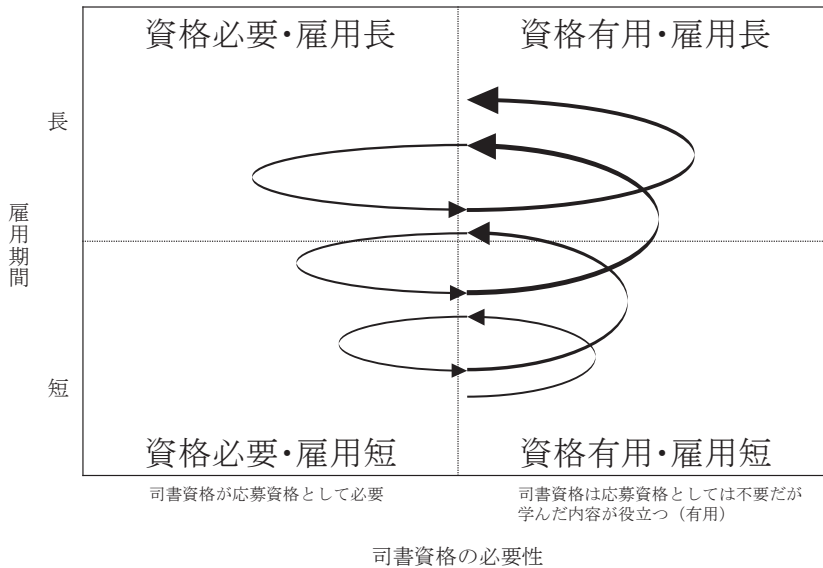 資格必要・雇用長
資格有用・雇用長
長
雇用期間
短
資格必要・雇用短
資格有用・雇用短
司書資格が応募資格として必要
司書資格は応募資格としては不要だが
学んだ内容が役立つ（有用）
司書資格の必要性